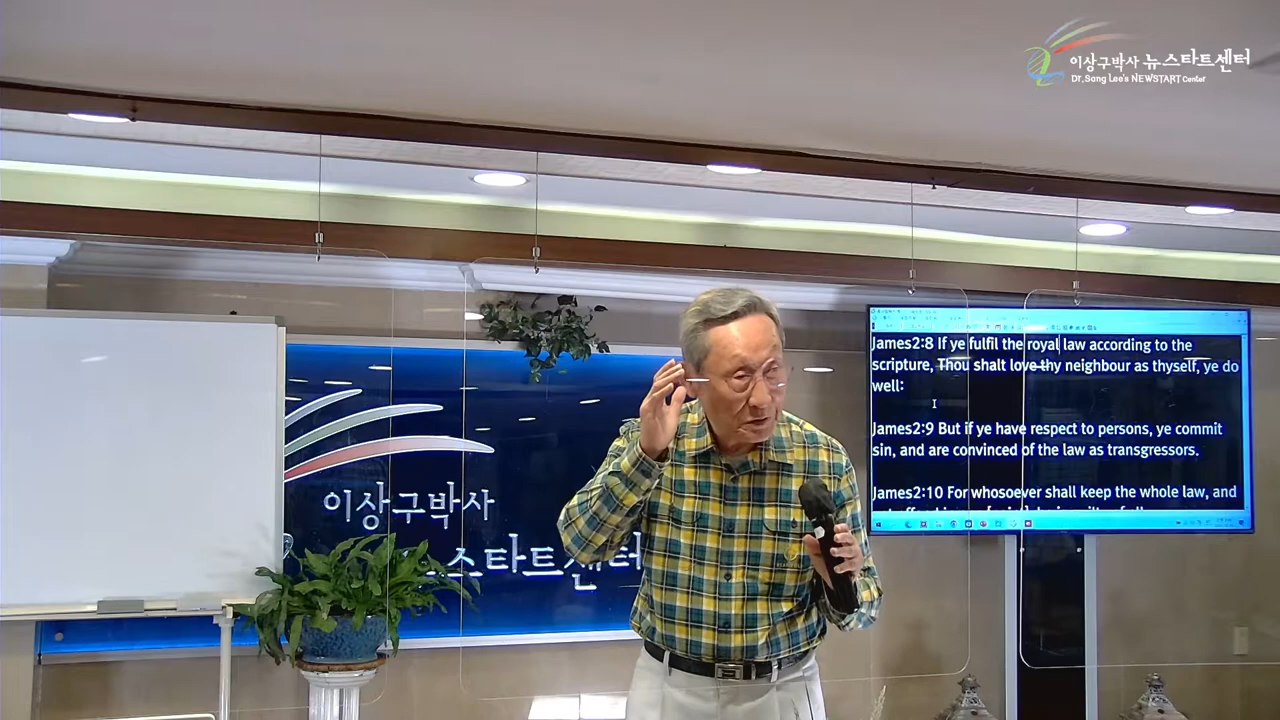 이상구박사 뉴스타트센터
Dr. Sang Lee's NEWSTART Center
James2:8 If ye fulfil the royal law according to the
scripture, Thou shalt love thy neighbour as thyself, ye do
well:
James2:9 But if ye have respect to persons, ye commit
sin, and are convinced of the law as transgressors.
James2:10 For whosoever shall keep the whole law, and
이상구박사
스타트센터